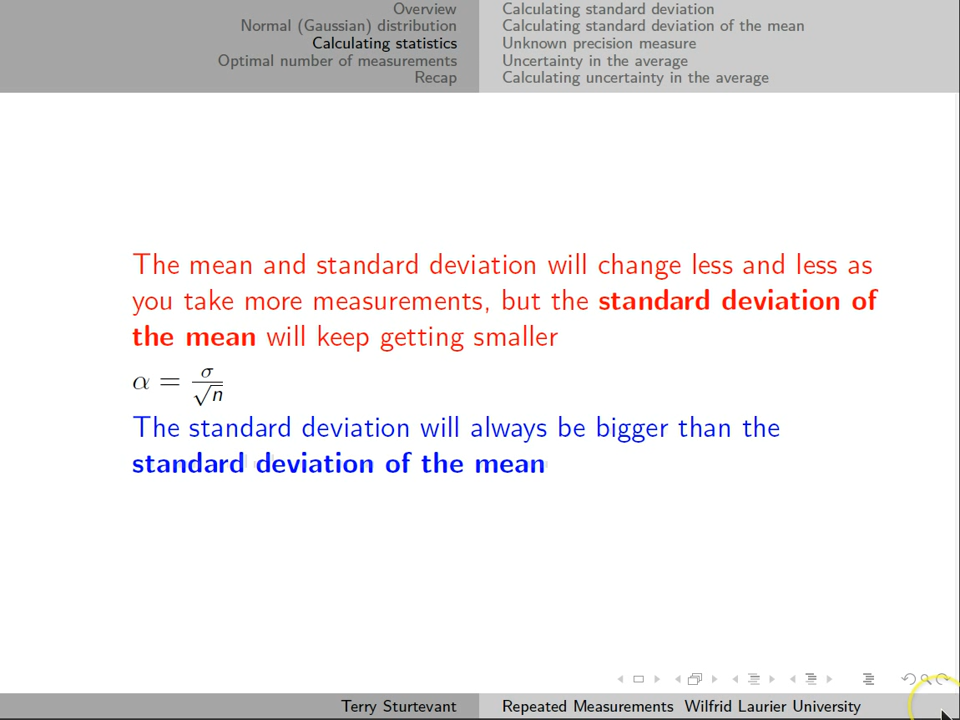 Overview
Normal (Gaussian) distribution
Calculating statistics
Optimal number of measurements
Recap
Calculating standard deviation
Calculating standard deviation of the mean
Unknown precision measure
Uncertainty in the average
Calculating uncertainty in the average
The mean and standard deviation will change less and less as
you take more measurements, but the standard deviation of
the mean will keep getting smaller
α = σ/√n
The standard deviation will always be bigger than the
standard deviation of the mean
Terry Sturtevant
Repeated Measurements Wilfrid Laurier University